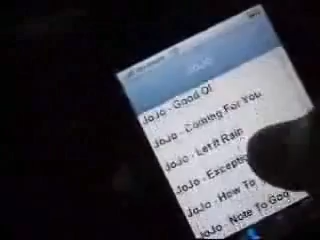 JoJo
JoJo - Good Ol
JoJo - Coming For You
JoJo - Let It Rain
JoJo - Exceptio
JoJo - How To
JoJo - Note To God